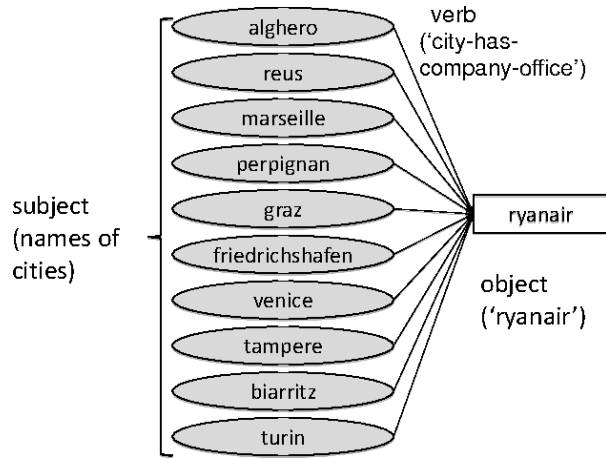 alghero
reus
marseille
perpignan
graz
friedrichshafen
venice
tampere
biarritz
turin
subject
(names of
cities)
verb
('city-has-
company-office')
ryanair
object
('ryanair')